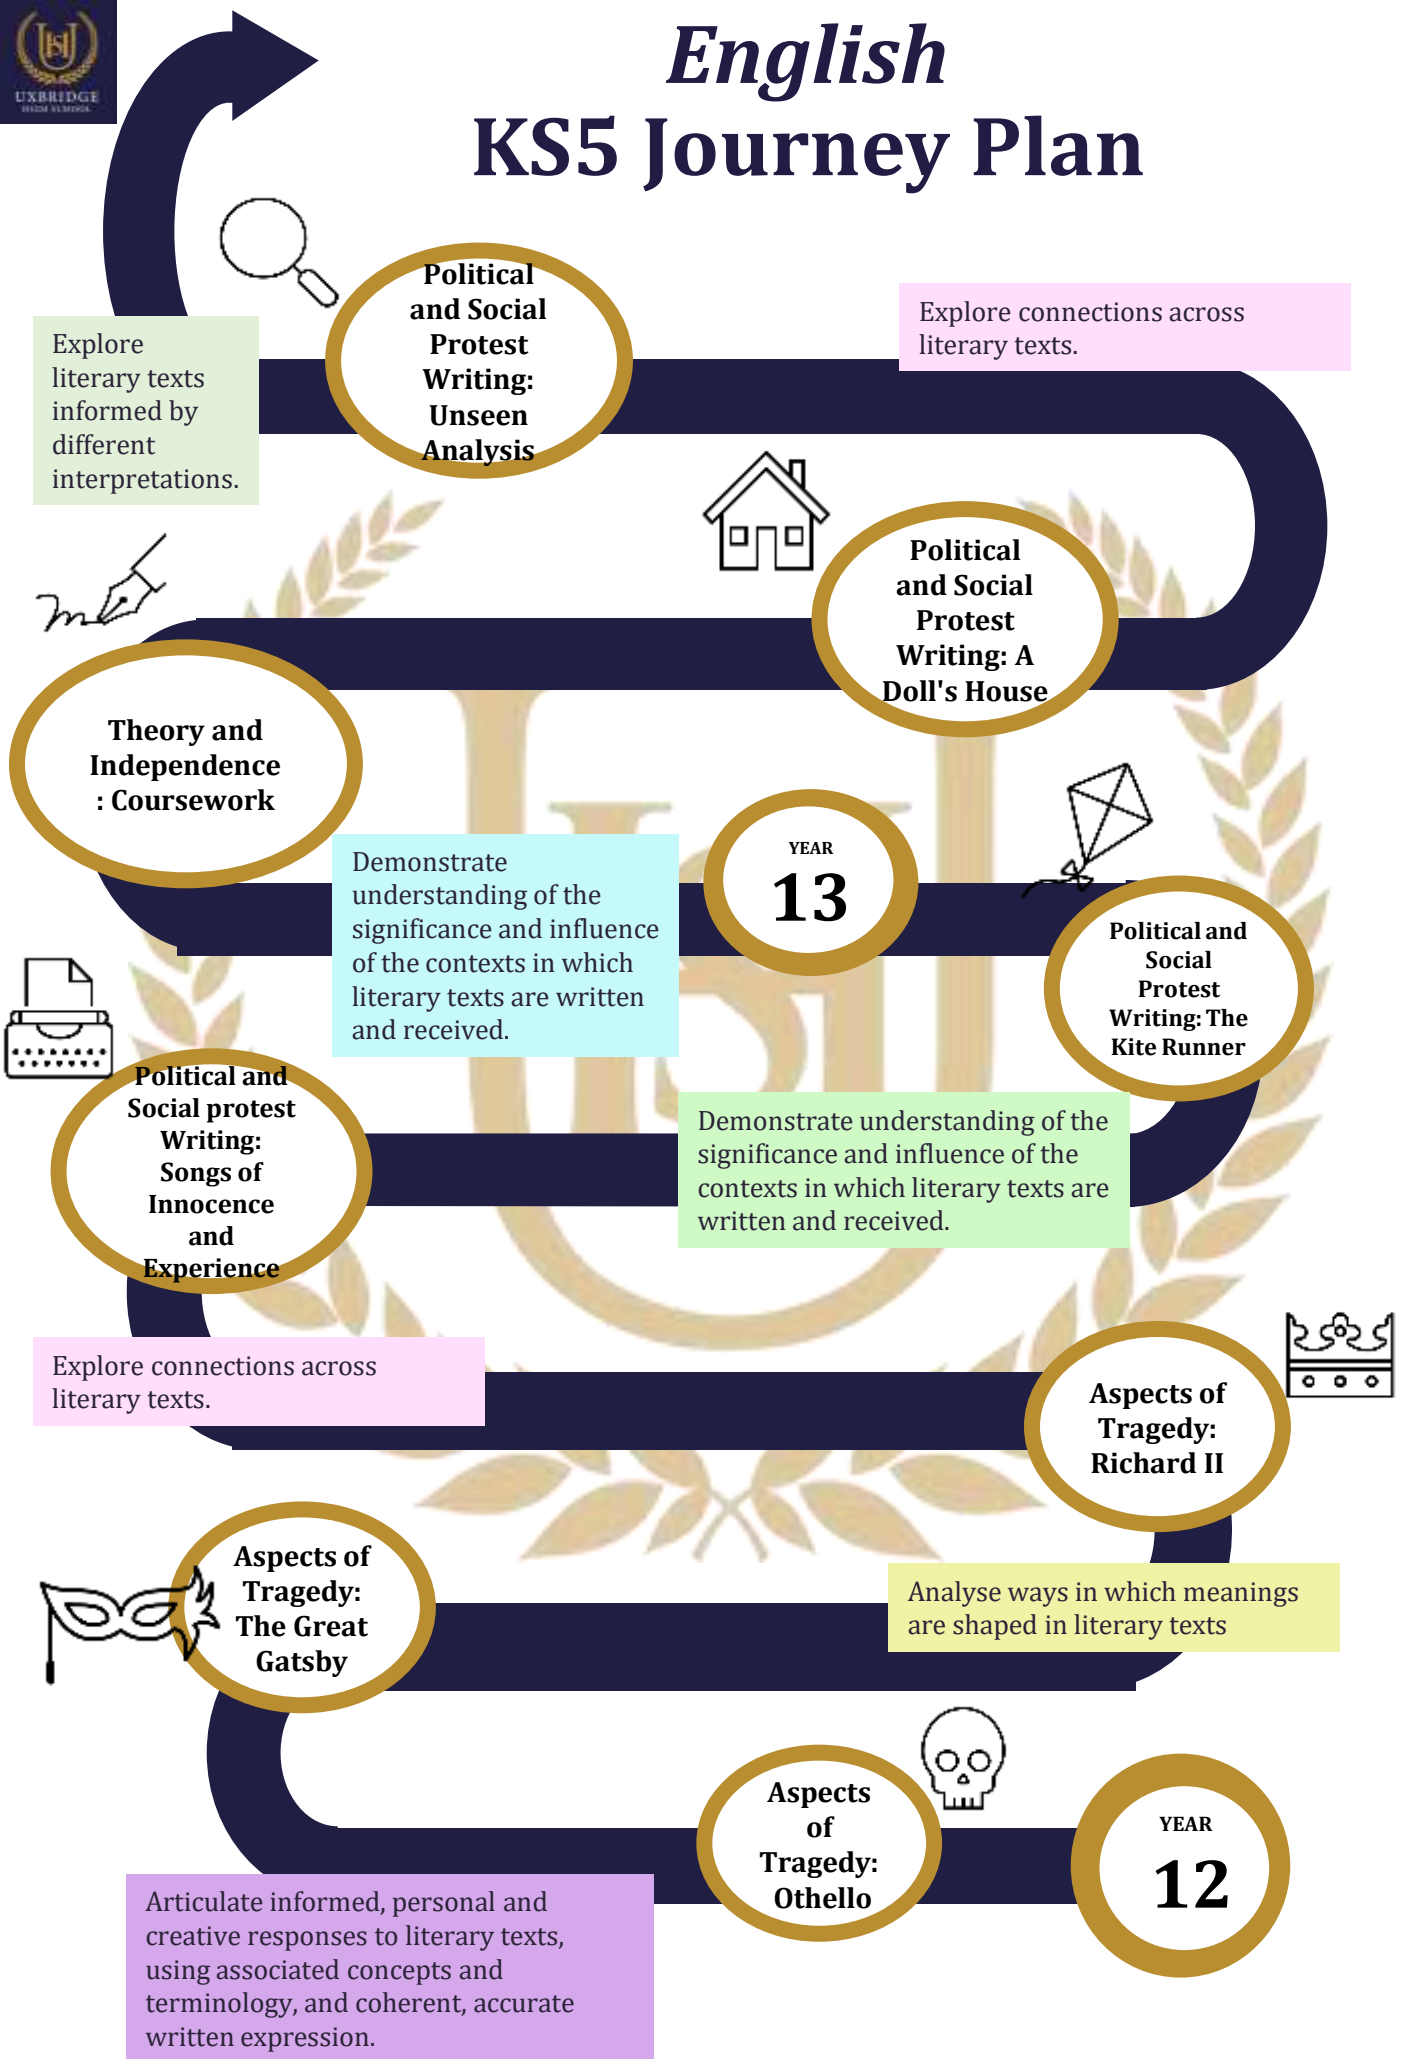 UXBRIDGE
HIGH SCHOOL
English
KS5 Journey Plan
Political
and Social
Protest
Writing:
Unseen
Analysis
Explore connections across
literary texts.
Explore
literary texts
informed by
different
interpretations.
Political
and Social
Protest
Writing: A
Doll's House
Theory and
Independence
: Coursework
Demonstrate
understanding of the
significance and influence
of the contexts in which
literary texts are written
and received.
YEAR
13
Political and
Social
Protest
Writing: The
Kite Runner
Political and
Social protest
Writing:
Songs of
Innocence
and
Experience
Demonstrate understanding of the
significance and influence of the
contexts in which literary texts are
written and received.
Explore connections across
literary texts.
Aspects of
Tragedy:
Richard II
Aspects of
Tragedy:
The Great
Gatsby
Analyse ways in which meanings
are shaped in literary texts
Aspects
of
Tragedy:
Othello
YEAR
12
Articulate informed, personal and
creative responses to literary texts,
using associated concepts and
terminology, and coherent, accurate
written expression.